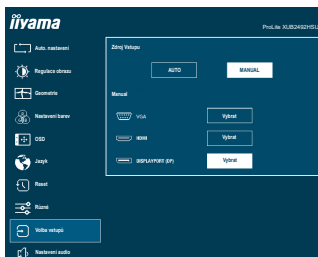 iiyama
ProLite XUB2492HSU
Auto. nastavení
Regulace obrazu
Geometrie
Nastavení barev
OSD
Jazyk
Reset
Různé
Volba vstupů
Nastavení audio
Zdroj Vstupu
AUTO
MANUAL
Manual
VGA
Vybrat
HDMI
Vybrat
DISPLAYPORT (DP)
Vybrat